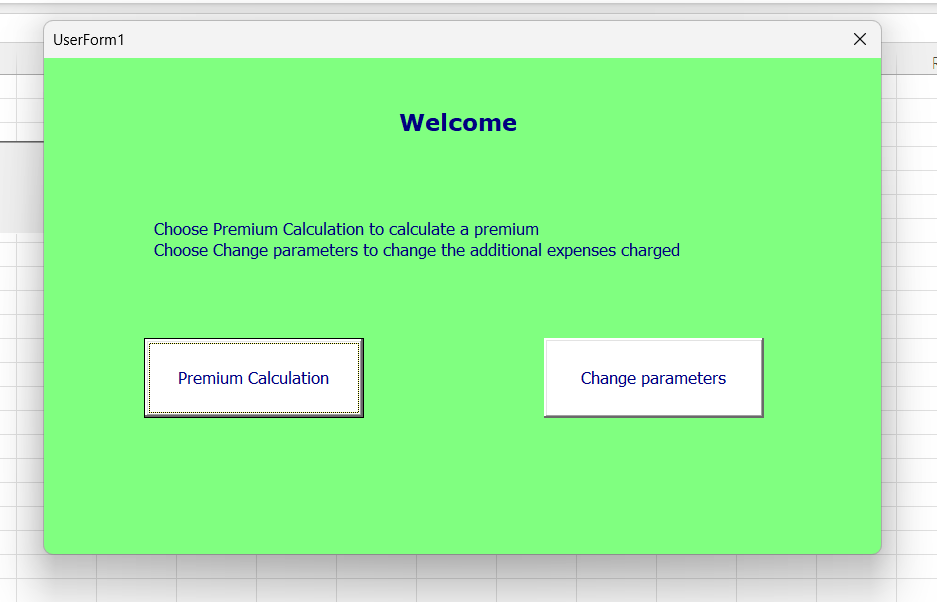 UserForm1
Welcome
Choose Premium Calculation to calculate a premium
Choose Change parameters to change the additional expenses charged
Premium Calculation
Change parameters